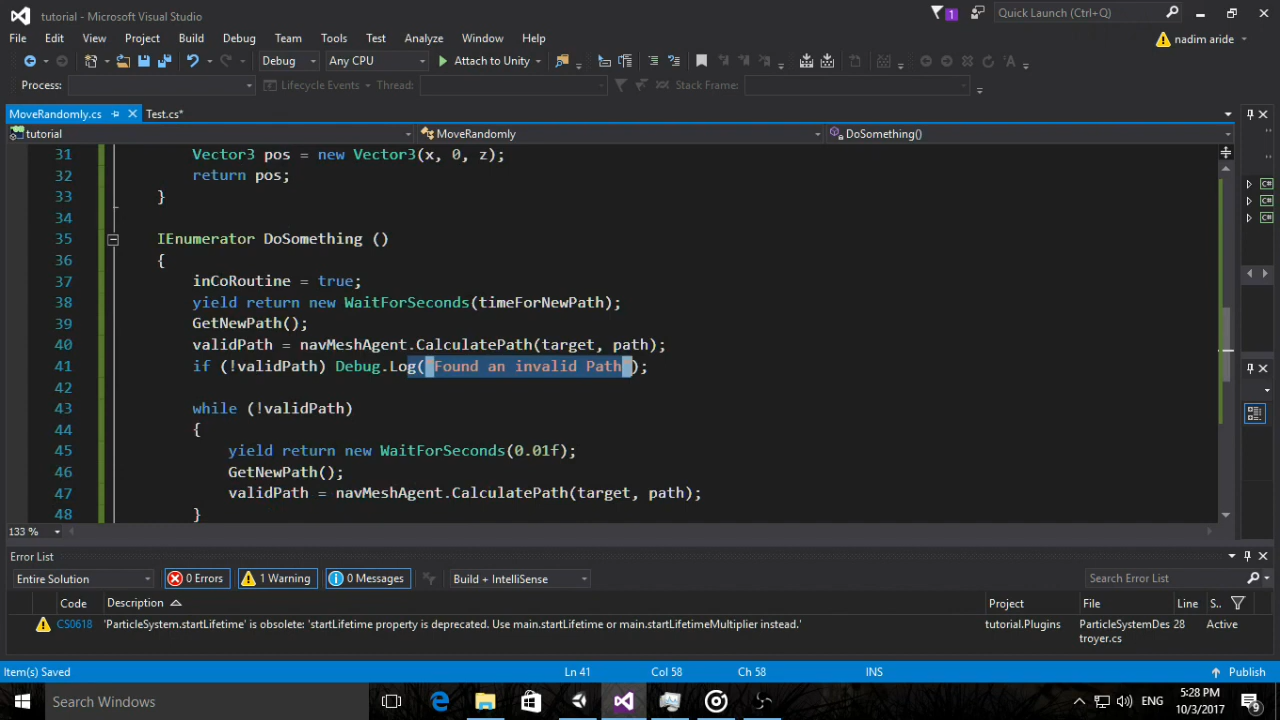 tutorial - Microsoft Visual Studio
1
Quick Launch (Ctrl+Q)
File Edit View Project Build Debug Team Tools Test Analyze Window Help
nadim aride
Debug Any CPU Attach to Unity
Process: Lifecycle Events Thread: Stack Frame:
MoveRandomly.cs Test.cs*
tutorial MoveRandomly DoSomething()
31 Vector3 pos = new Vector3(x, 0, z);
32 return pos;
33 }
34
35 IEnumerator DoSomething ()
36 {
37 inCoRoutine = true;
38 yield return new WaitForSeconds(timeForNewPath);
39 GetNewPath();
40 validPath = navMeshAgent.CalculatePath(target, path);
41 if (!validPath) Debug.Log("Found an invalid Path");
42
43 while (!validPath)
44 {
45 yield return new WaitForSeconds(0.01f);
46 GetNewPath();
47 validPath = navMeshAgent.CalculatePath(target, path);
48 }
133 %
Error List
Entire Solution 0 Errors 1 Warning 0 Messages Build + IntelliSense Search Error List
Code Description Project File Line S..
CS0618 'ParticleSystem.startLifetime' is obsolete: 'startLifetime property is deprecated. Use main.startLifetime or main.startLifetimeMultiplier instead.' tutorial.Plugins ParticleSystemDes 28 Active
troyer.cs
Item(s) Saved Ln 41 Col 58 Ch 58 INS Publish
Search Windows ENG 5:28 PM
10/3/2017 9